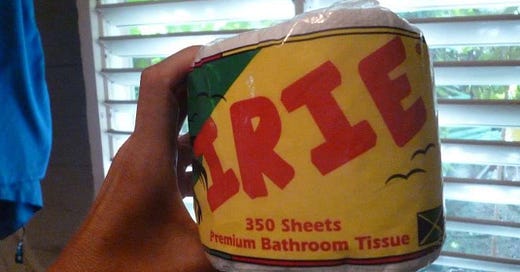 IRIE
350 Sheets
Premium Bathroom Tissue